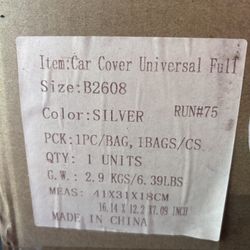 Item:Car Cover Universal Full
Size:B2608
Color:SILVER RUN#75
PCK:1PC/BAG,1BAGS/CS
QTY: 1 UNITS
G.W.: 2.9 KGS/6.39LBS
MEAS: 41X31X18CM
16.14 X 12.2 X7.09 INCH
MADE IN CHINA